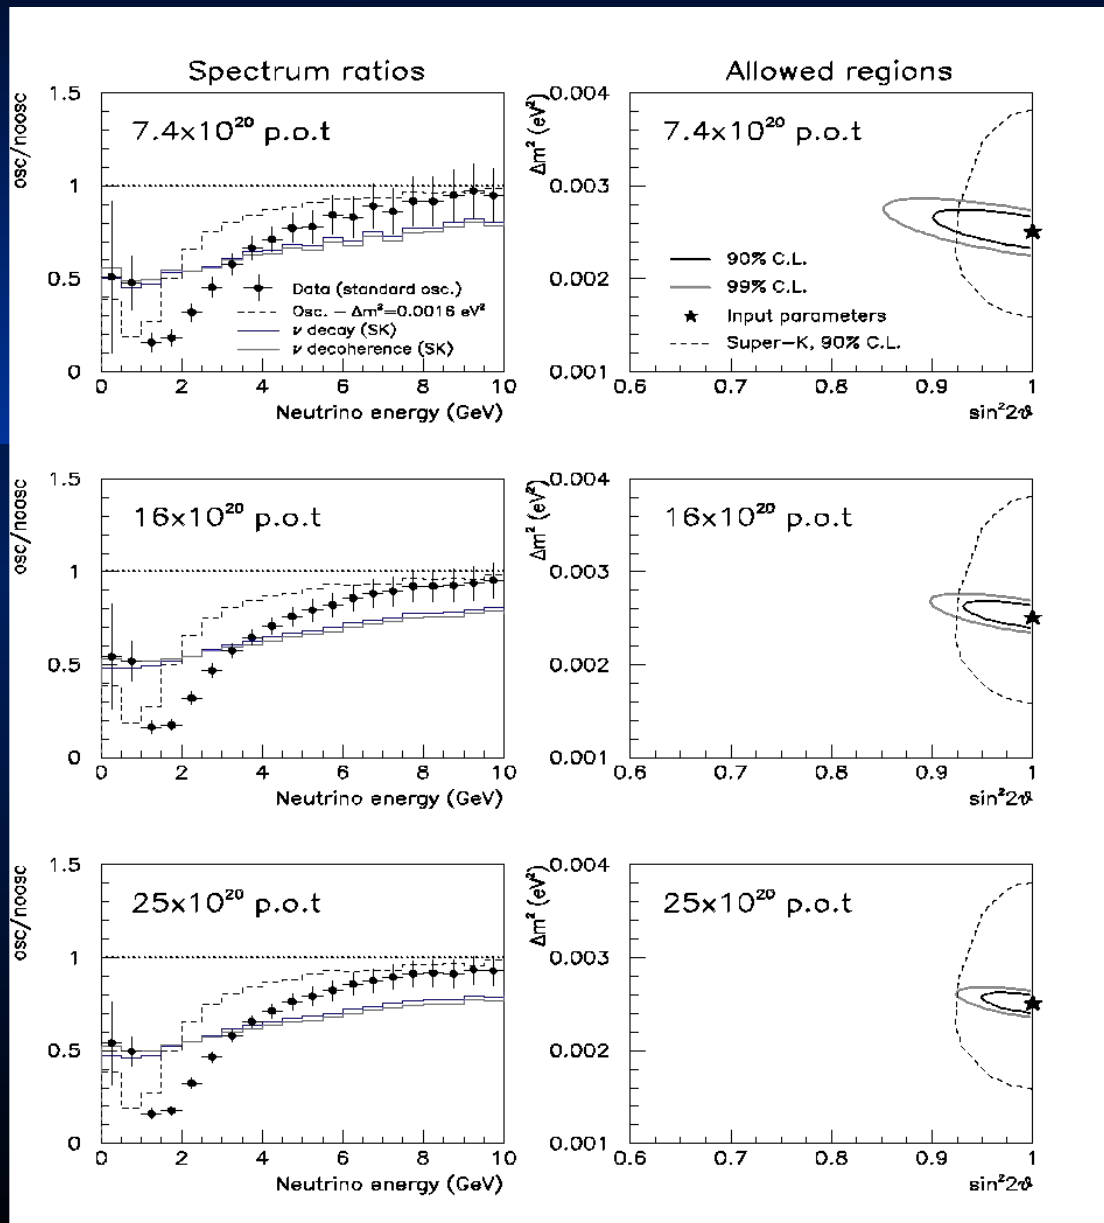 Spectrum ratios
Allowed regions
osc/noosc
1.5
1
0.5
0
7.4x10²⁰ p.o.t
Data (standard osc.)
Osc. – Δm²=0.0016 eV²
ν decay (SK)
ν decoherence (SK)
0 2 4 6 8 10
Neutrino energy (GeV)
Δm² (eV²)
0.004
0.003
0.002
0.001
7.4x10²⁰ p.o.t
90% C.L.
99% C.L.
Input parameters
Super–K, 90% C.L.
0.6 0.7 0.8 0.9 1
sin²2ϑ
osc/noosc
1.5
1
0.5
0
16x10²⁰ p.o.t
0 2 4 6 8 10
Neutrino energy (GeV)
Δm² (eV²)
0.004
0.003
0.002
0.001
16x10²⁰ p.o.t
0.6 0.7 0.8 0.9 1
sin²2ϑ
osc/noosc
1.5
1
0.5
0
25x10²⁰ p.o.t
0 2 4 6 8 10
Neutrino energy (GeV)
Δm² (eV²)
0.004
0.003
0.002
0.001
25x10²⁰ p.o.t
0.6 0.7 0.8 0.9 1
sin²2ϑ